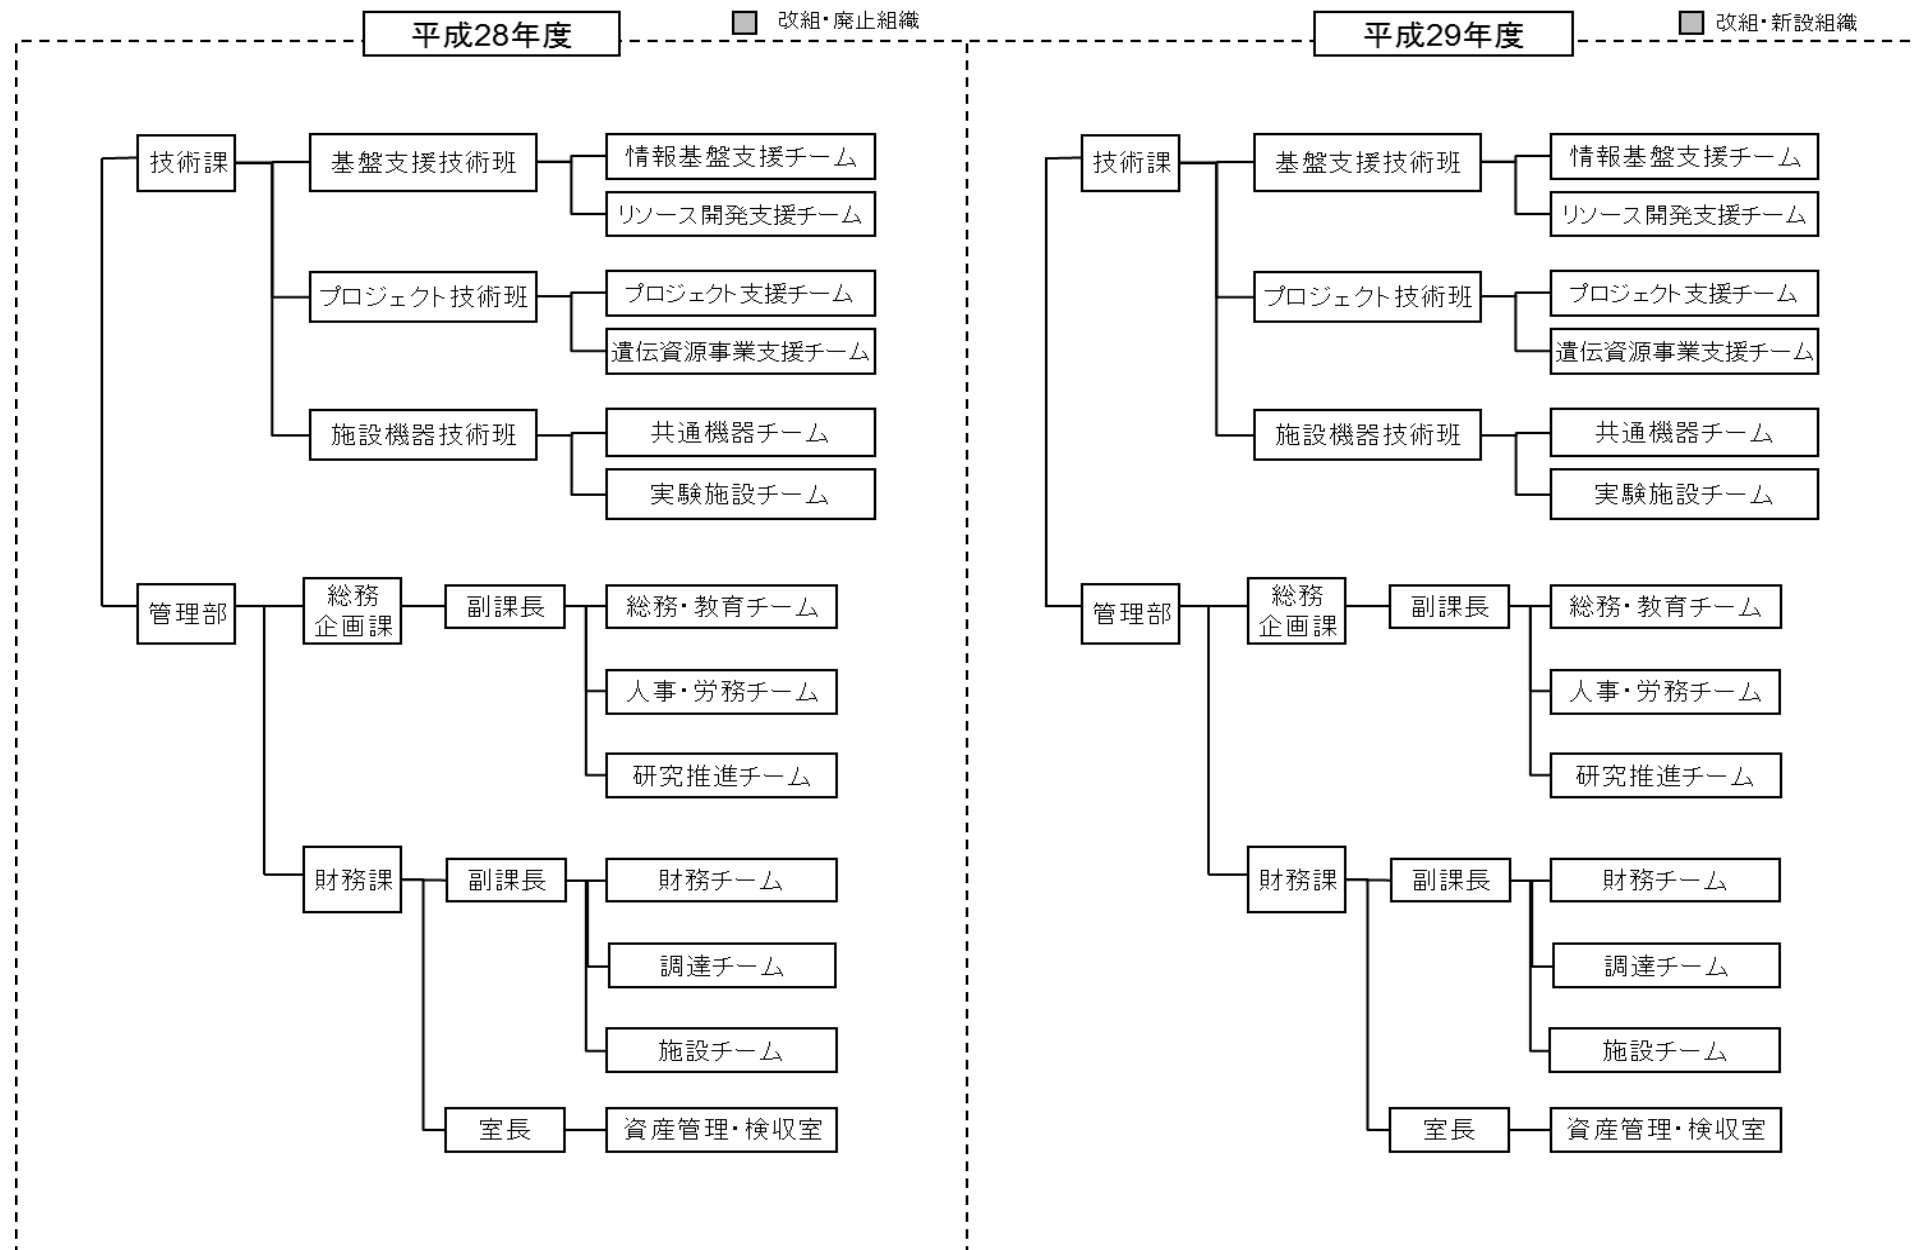 平成28年度
改組・廃止組織
技術課
基盤支援技術班
情報基盤支援チーム
リソース開発支援チーム
プロジェクト技術班
プロジェクト支援チーム
遺伝資源事業支援チーム
施設機器技術班
共通機器チーム
実験施設チーム
管理部
総務
企画課
副課長
総務・教育チーム
人事・労務チーム
研究推進チーム
財務課
副課長
財務チーム
調達チーム
施設チーム
室長
資産管理・検収室
平成29年度
改組・新設組織
技術課
基盤支援技術班
情報基盤支援チーム
リソース開発支援チーム
プロジェクト技術班
プロジェクト支援チーム
遺伝資源事業支援チーム
施設機器技術班
共通機器チーム
実験施設チーム
管理部
総務
企画課
副課長
総務・教育チーム
人事・労務チーム
研究推進チーム
財務課
副課長
財務チーム
調達チーム
施設チーム
室長
資産管理・検収室